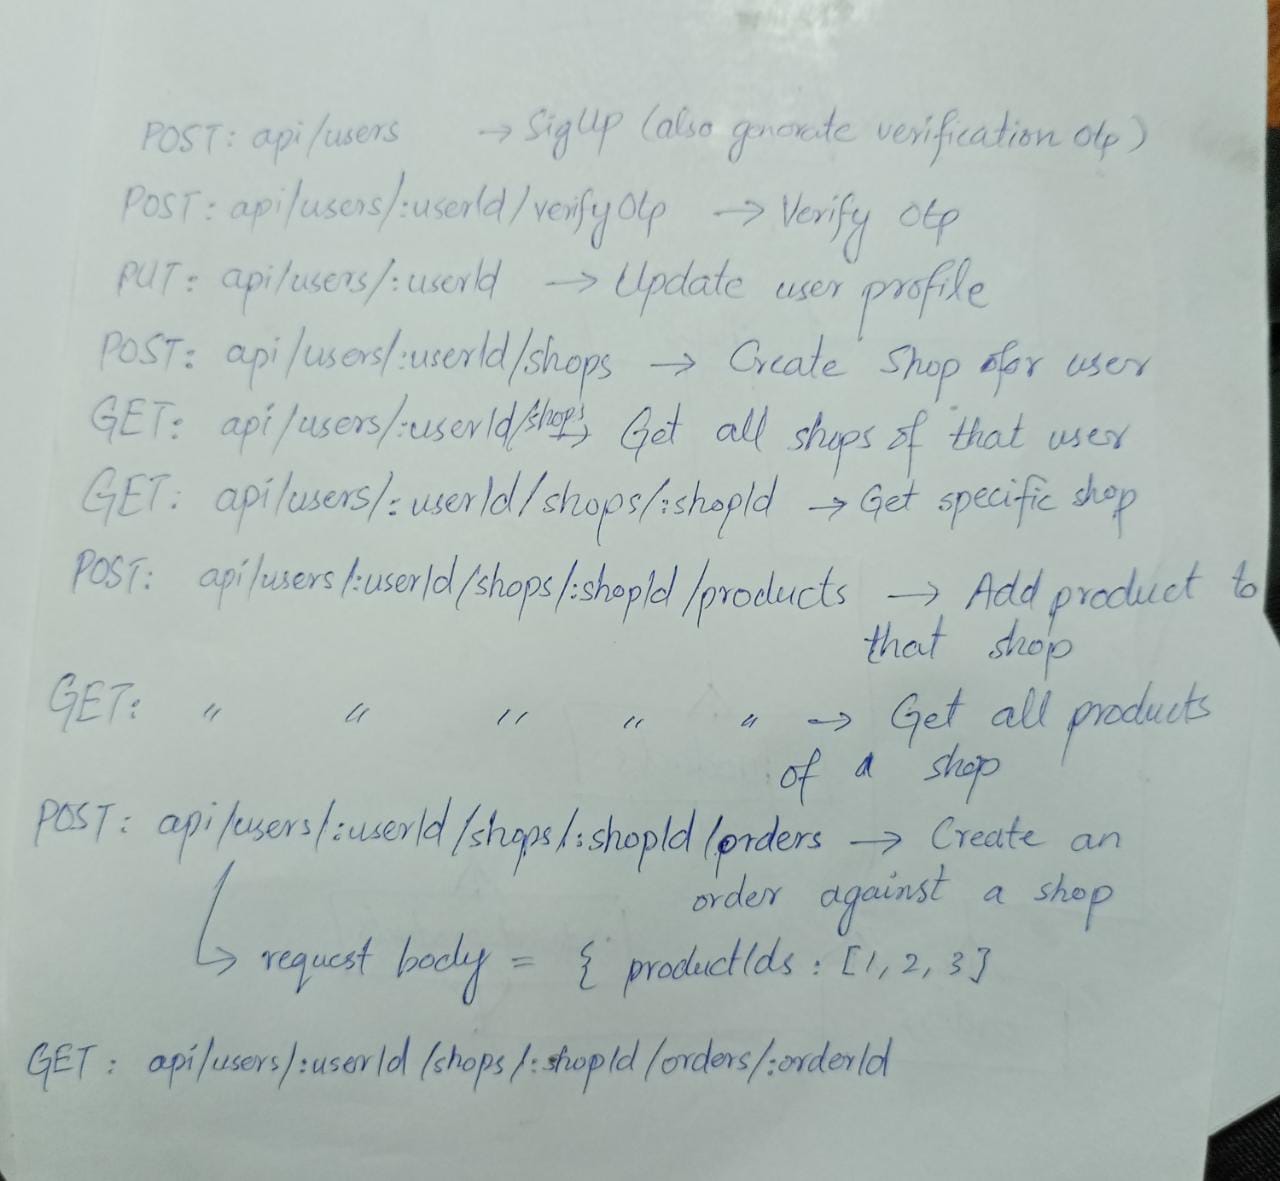 POST: api/users → SigUp (also generate verification otp)
POST: api/users/:userId/verifyOtp → Verify Otp
PUT: api/users/:userId → Update user profile
POST: api/users/:userId/shops → Create Shop for user
GET: api/users/:userId/shops → Get all shops of that user
GET: api/users/:userId/shops/:shopId → Get specific shop
POST: api/users/:userId/shops/:shopId/products → Add product to
that shop
GET: " " " " " → Get all products
of a shop
POST: api/users/:userId/shops/:shopId/orders → Create an
order against a shop
↳ request body = { productIds : [1, 2, 3]
GET: api/users/:userId/shops/:shopId/orders/:orderId